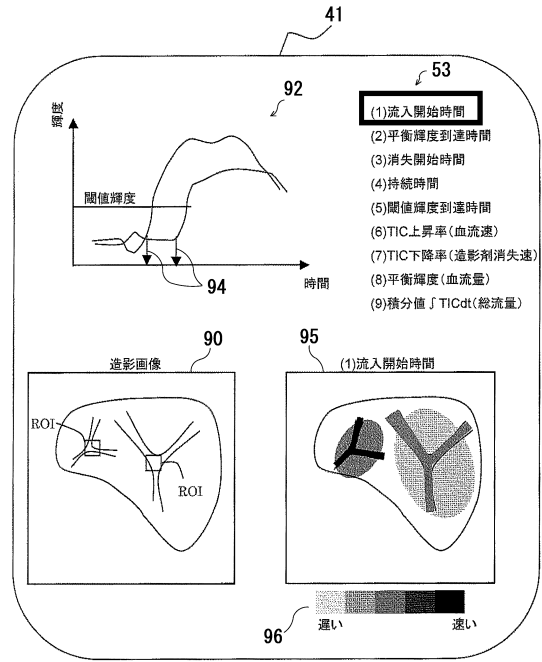 41
53
92
輝度
閾値輝度
94
時間
(1)流入開始時間
(2)平衡輝度到達時間
(3)消失開始時間
(4)持続時間
(5)閾値輝度到達時間
(6)TIC上昇率(血流速)
(7)TIC下降率(造影剤消失速)
(8)平衡輝度(血流量)
(9)積分値∫TICdt(総流量)
90
造影画像
ROI
ROI
95
(1)流入開始時間
96
遅い
速い